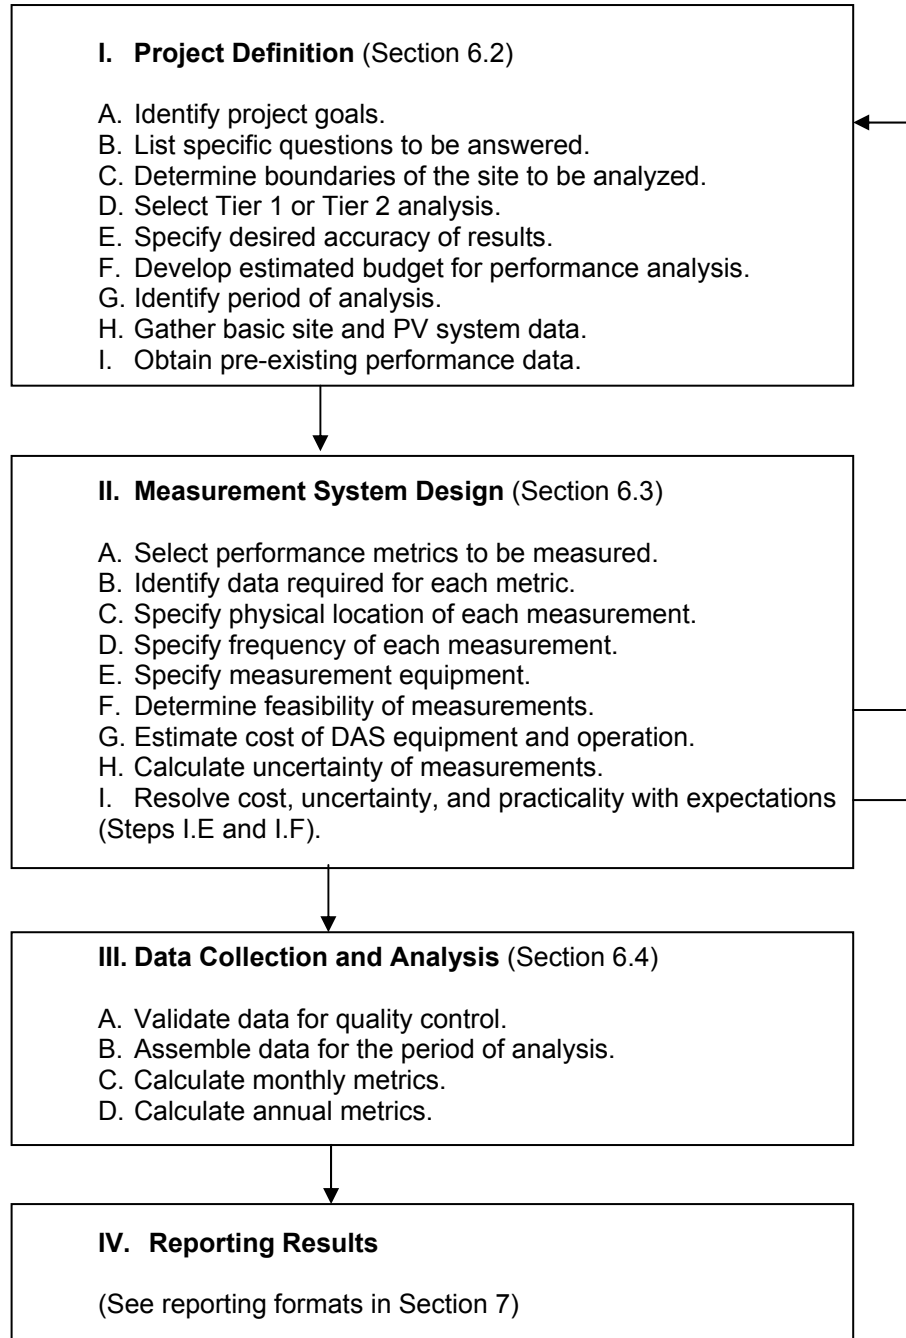 I. Project Definition (Section 6.2)
A. Identify project goals.
B. List specific questions to be answered.
C. Determine boundaries of the site to be analyzed.
D. Select Tier 1 or Tier 2 analysis.
E. Specify desired accuracy of results.
F. Develop estimated budget for performance analysis.
G. Identify period of analysis.
H. Gather basic site and PV system data.
I. Obtain pre-existing performance data.
II. Measurement System Design (Section 6.3)
A. Select performance metrics to be measured.
B. Identify data required for each metric.
C. Specify physical location of each measurement.
D. Specify frequency of each measurement.
E. Specify measurement equipment.
F. Determine feasibility of measurements.
G. Estimate cost of DAS equipment and operation.
H. Calculate uncertainty of measurements.
I. Resolve cost, uncertainty, and practicality with expectations
(Steps I.E and I.F).
III. Data Collection and Analysis (Section 6.4)
A. Validate data for quality control.
B. Assemble data for the period of analysis.
C. Calculate monthly metrics.
D. Calculate annual metrics.
IV. Reporting Results
(See reporting formats in Section 7)